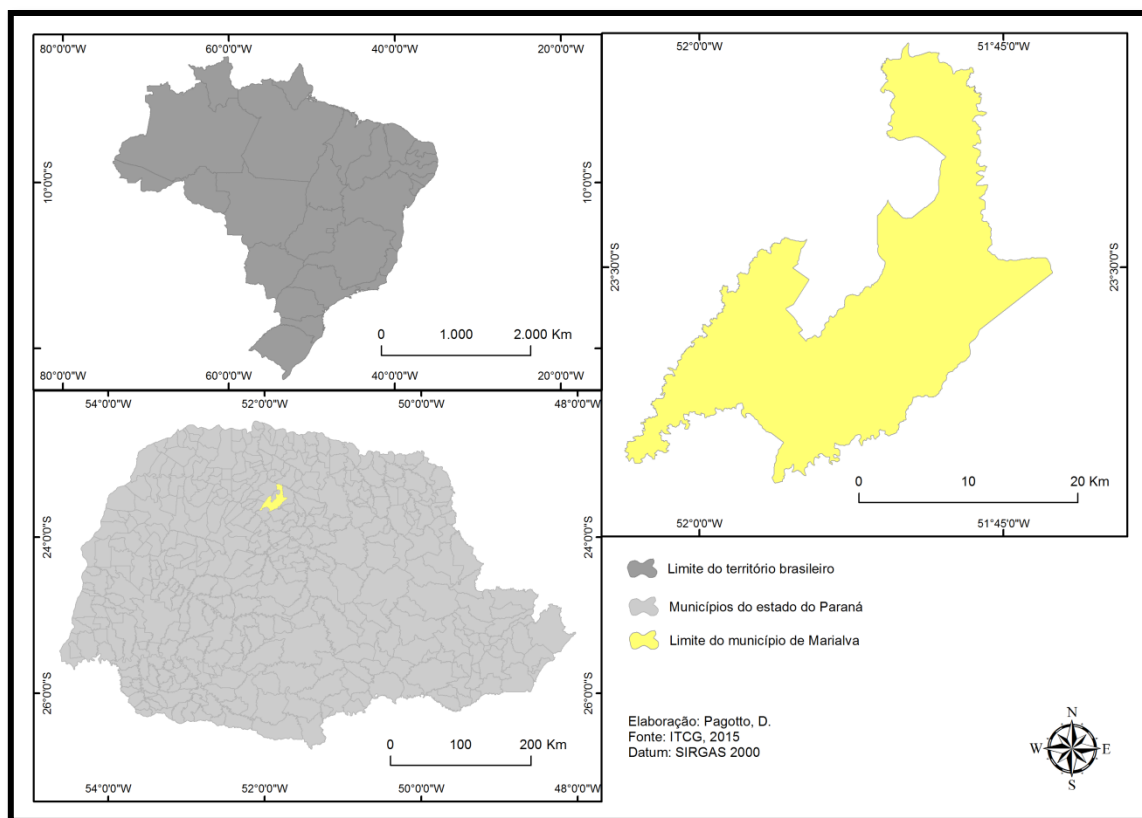 80°0'0"W 60°0'0"W 40°0'0"W 20°0'0"W
10°0'0"S 10°0'0"S
0 1.000 2.000 Km
80°0'0"W 60°0'0"W 40°0'0"W 20°0'0"W
52°0'0"W 51°45'0"W
23°30'0"S 23°30'0"S
0 10 20 Km
52°0'0"W 51°45'0"W
54°0'0"W 52°0'0"W 50°0'0"W 48°0'0"W
24°0'0"S 24°0'0"S
26°0'0"S 26°0'0"S
0 100 200 Km
54°0'0"W 52°0'0"W 50°0'0"W 48°0'0"W
Limite do território brasileiro
Municípios do estado do Paraná
Limite do município de Marialva
Elaboração: Pagotto, D.
Fonte: ITCG, 2015
Datum: SIRGAS 2000
N
W E
S